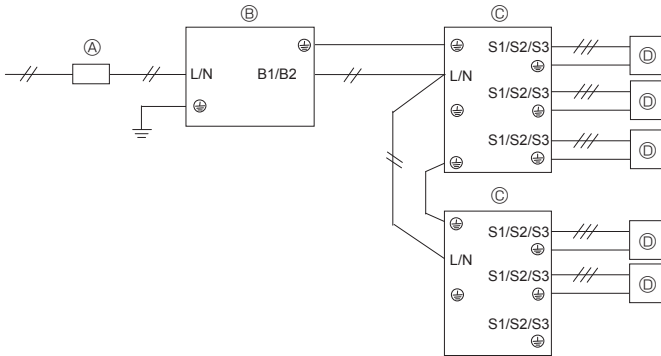 Ⓐ
Ⓑ
L/N B1/B2
Ⓒ
S1/S2/S3
L/N
S1/S2/S3
S1/S2/S3
Ⓓ
Ⓓ
Ⓓ
Ⓒ
S1/S2/S3
L/N
S1/S2/S3
S1/S2/S3
Ⓓ
Ⓓ